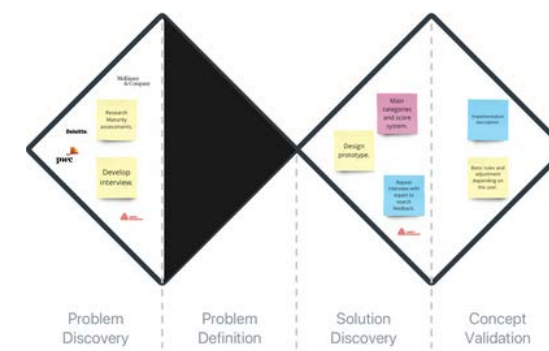 McKinsey
& Company
Research
Maturity
assessments.
Deloitte.
pwc
Develop
interview.
Main
categories
and score
system.
Design
prototype.
Repeat
interview with
expert to
search
feedback.
Implementation
description
Basic rules and
adjustment
depending on
the user.
Problem
Discovery
Problem
Definition
Solution
Discovery
Concept
Validation